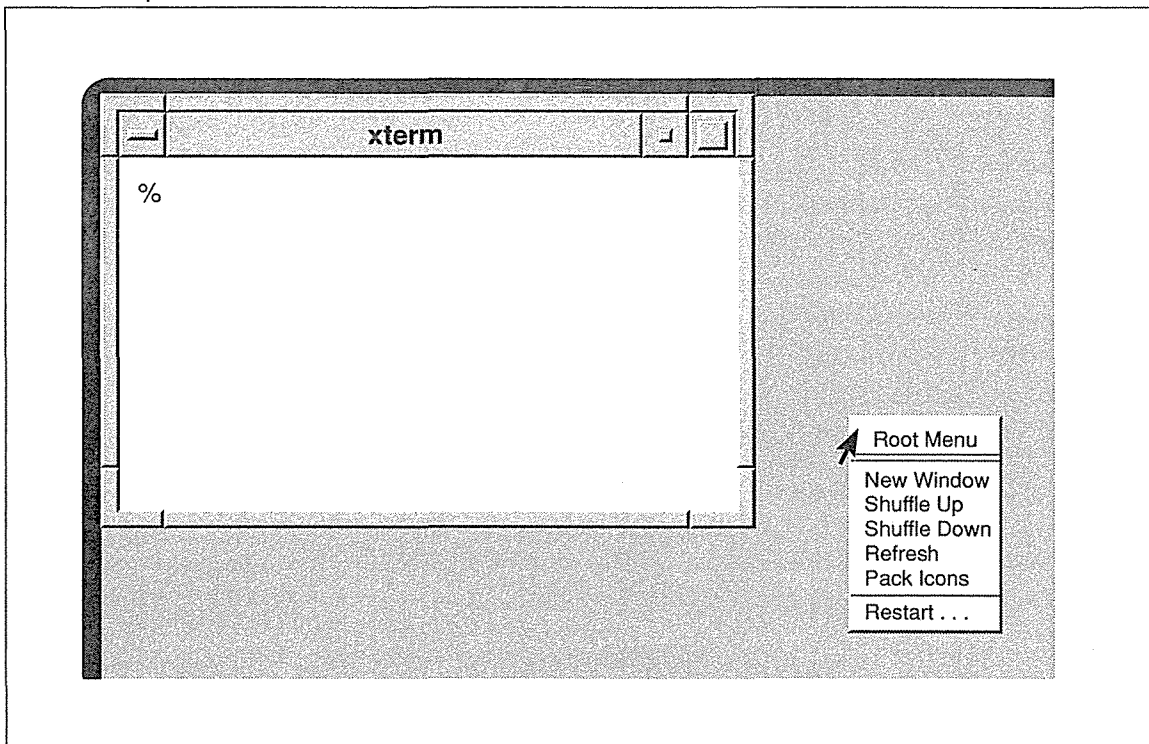 xterm
%
Root Menu
New Window
Shuffle Up
Shuffle Down
Refresh
Pack Icons
Restart . . .